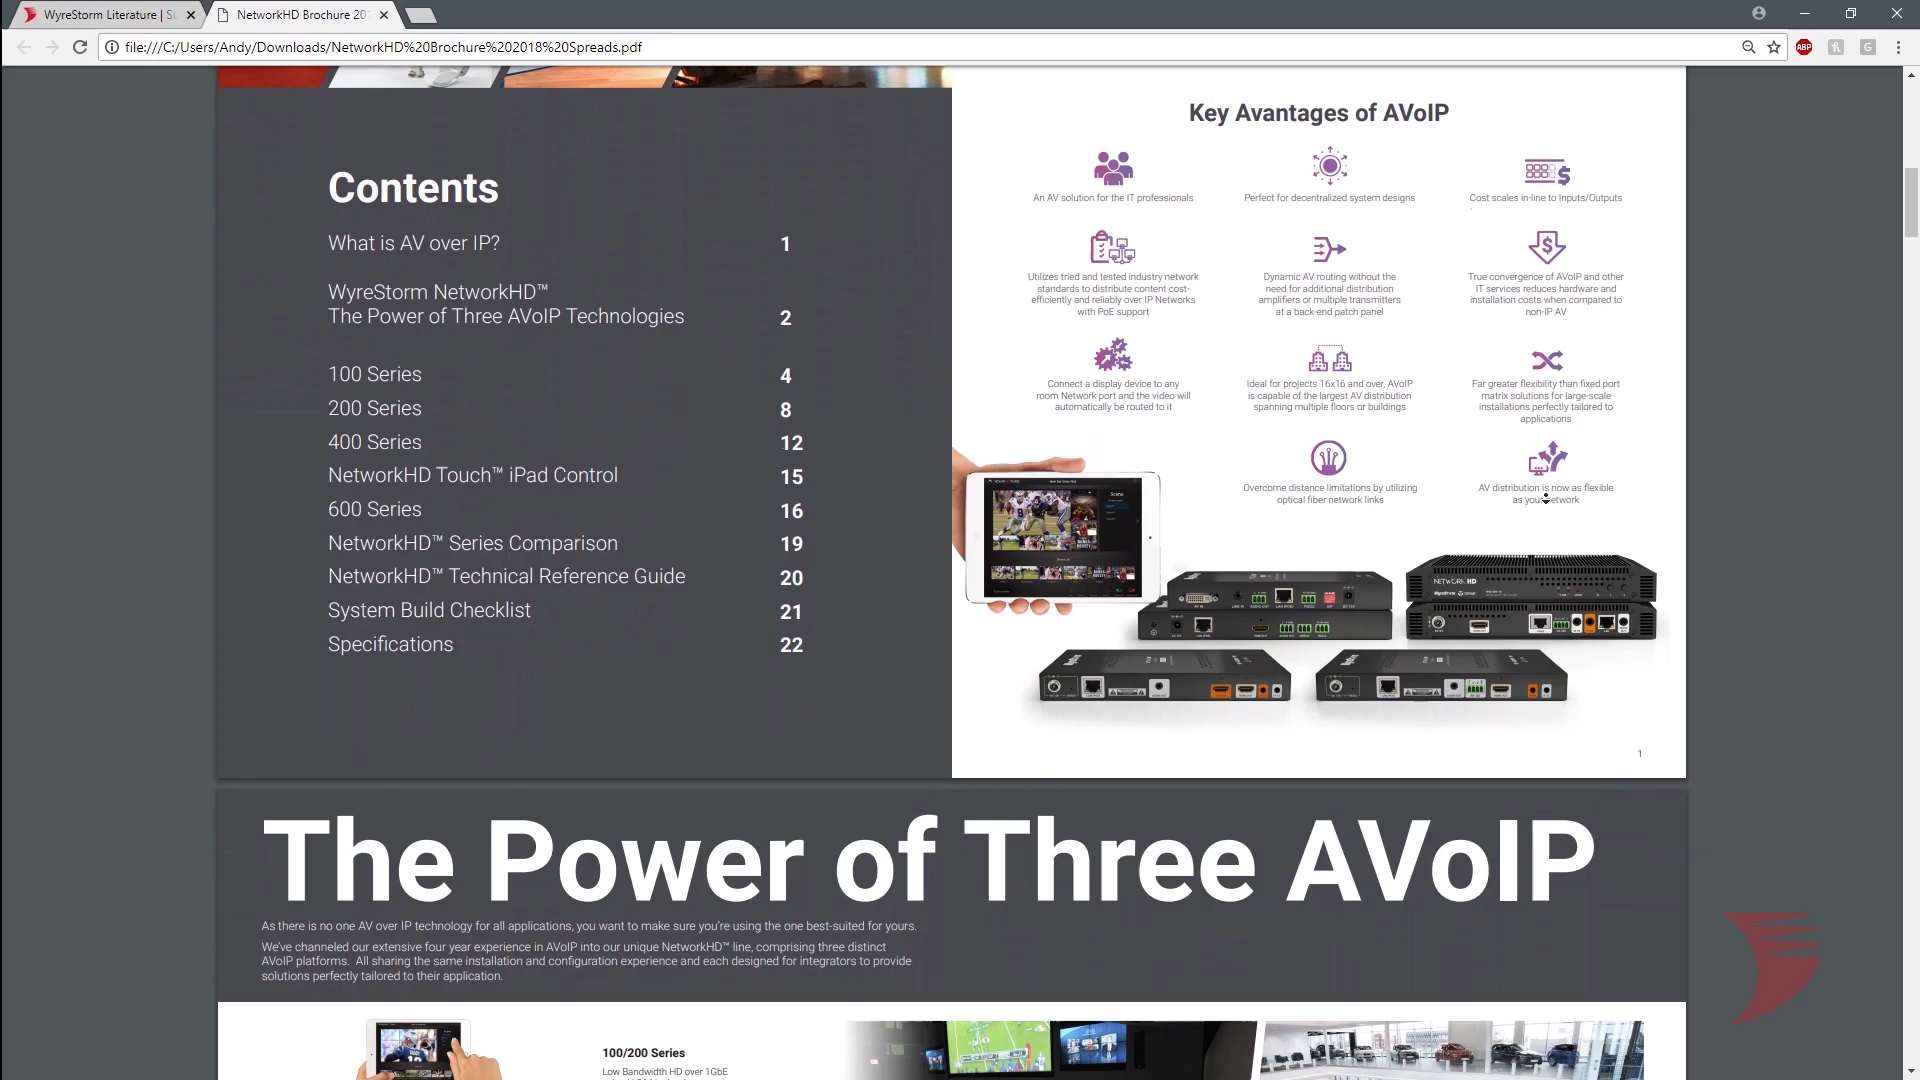 WyreStorm Literature | Su
NetworkHD Brochure 201
file:///C:/Users/Andy/Downloads/NetworkHD%20Brochure%202018%20Spreads.pdf
ABP
G
Contents
What is AV over IP? 1
WyreStorm NetworkHD™
The Power of Three AVoIP Technologies 2
100 Series 4
200 Series 8
400 Series 12
NetworkHD Touch™ iPad Control 15
600 Series 16
NetworkHD™ Series Comparison 19
NetworkHD™ Technical Reference Guide 20
System Build Checklist 21
Specifications 22
Key Avantages of AVoIP
An AV solution for the IT professionals
Perfect for decentralized system designs
Cost scales in-line to Inputs/Outputs
Utilizes tried and tested industry network
standards to distribute content cost-
efficiently and reliably over IP Networks
with PoE support
Dynamic AV routing without the
need for additional distribution
amplifiers or multiple transmitters
at a back-end patch panel
True convergence of AVoIP and other
IT services reduces hardware and
installation costs when compared to
non-IP AV
Connect a display device to any
room Network port and the video will
automatically be routed to it
Ideal for projects 16x16 and over, AVoIP
is capable of the largest AV distribution
spanning multiple floors or buildings
Far greater flexibility than fixed port
matrix solutions for large-scale
installations perfectly tailored to
applications
Overcome distance limitations by utilizing
optical fiber network links
AV distribution is now as flexible
as your network
Scene
NETWORKHD
1
The Power of Three AVoIP
As there is no one AV over IP technology for all applications, you want to make sure you're using the one best-suited for yours.
We've channeled our extensive four year experience in AVoIP into our unique NetworkHD™ line, comprising three distinct
AVoIP platforms. All sharing the same installation and configuration experience and each designed for integrators to provide
solutions perfectly tailored to their application.
100/200 Series
Low Bandwidth HD over 1GbE